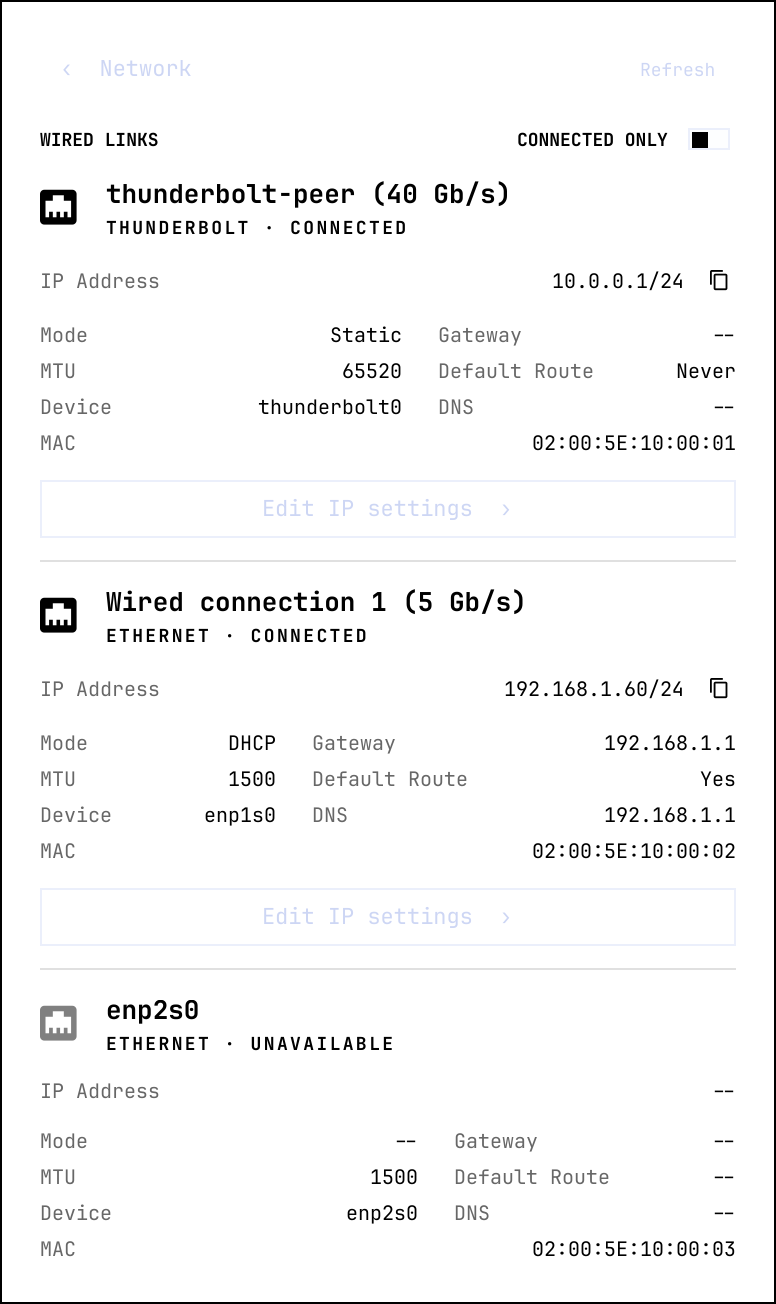 ‹ Network Refresh
WIRED LINKS CONNECTED ONLY
thunderbolt-peer (40 Gb/s)
THUNDERBOLT · CONNECTED
IP Address 10.0.0.1/24
Mode Static Gateway --
MTU 65520 Default Route Never
Device thunderbolt0 DNS --
MAC 02:00:5E:10:00:01
Edit IP settings ›
Wired connection 1 (5 Gb/s)
ETHERNET · CONNECTED
IP Address 192.168.1.60/24
Mode DHCP Gateway 192.168.1.1
MTU 1500 Default Route Yes
Device enp1s0 DNS 192.168.1.1
MAC 02:00:5E:10:00:02
Edit IP settings ›
enp2s0
ETHERNET · UNAVAILABLE
IP Address --
Mode -- Gateway --
MTU 1500 Default Route --
Device enp2s0 DNS --
MAC 02:00:5E:10:00:03